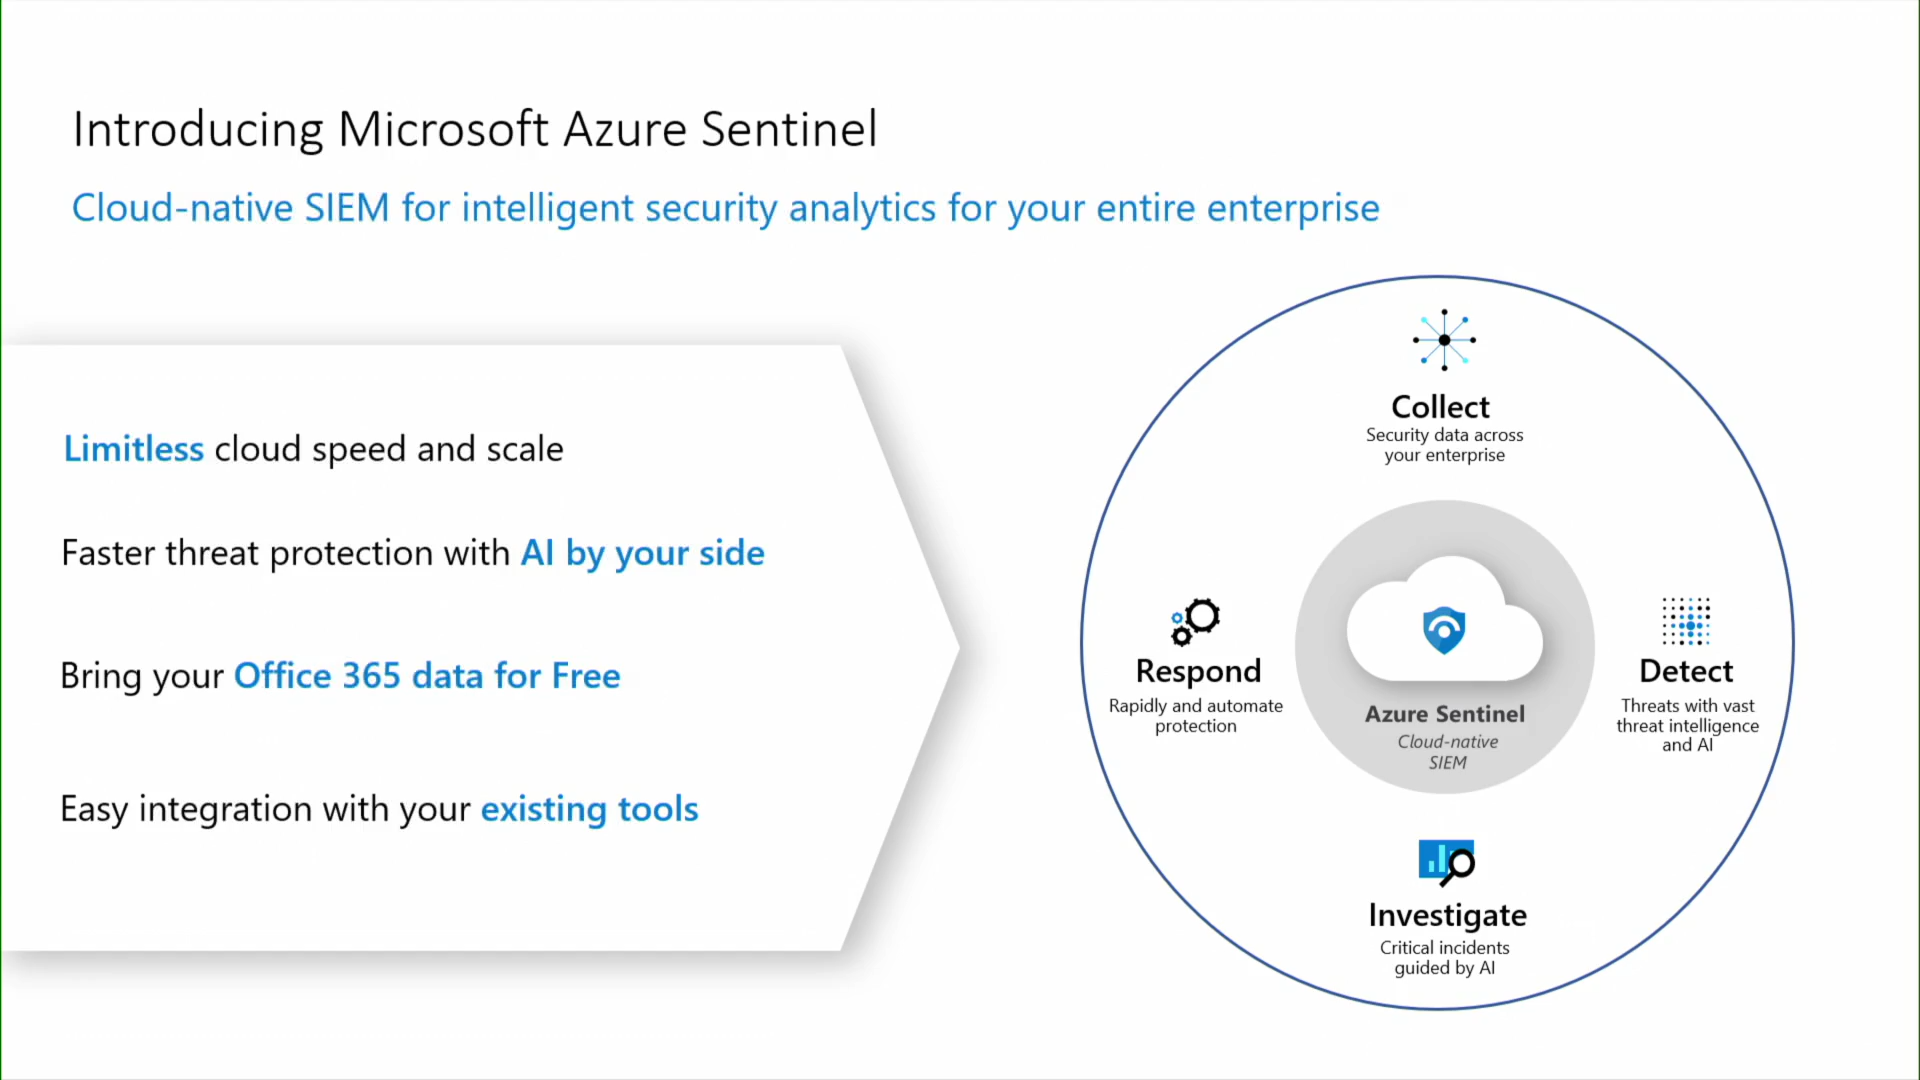 Introducing Microsoft Azure Sentinel
Cloud-native SIEM for intelligent security analytics for your entire enterprise
Limitless cloud speed and scale
Faster threat protection with AI by your side
Bring your Office 365 data for Free
Easy integration with your existing tools
Collect
Security data across
your enterprise
Respond
Rapidly and automate
protection
Azure Sentinel
Cloud-native
SIEM
Detect
Threats with vast
threat intelligence
and AI
Investigate
Critical incidents
guided by AI